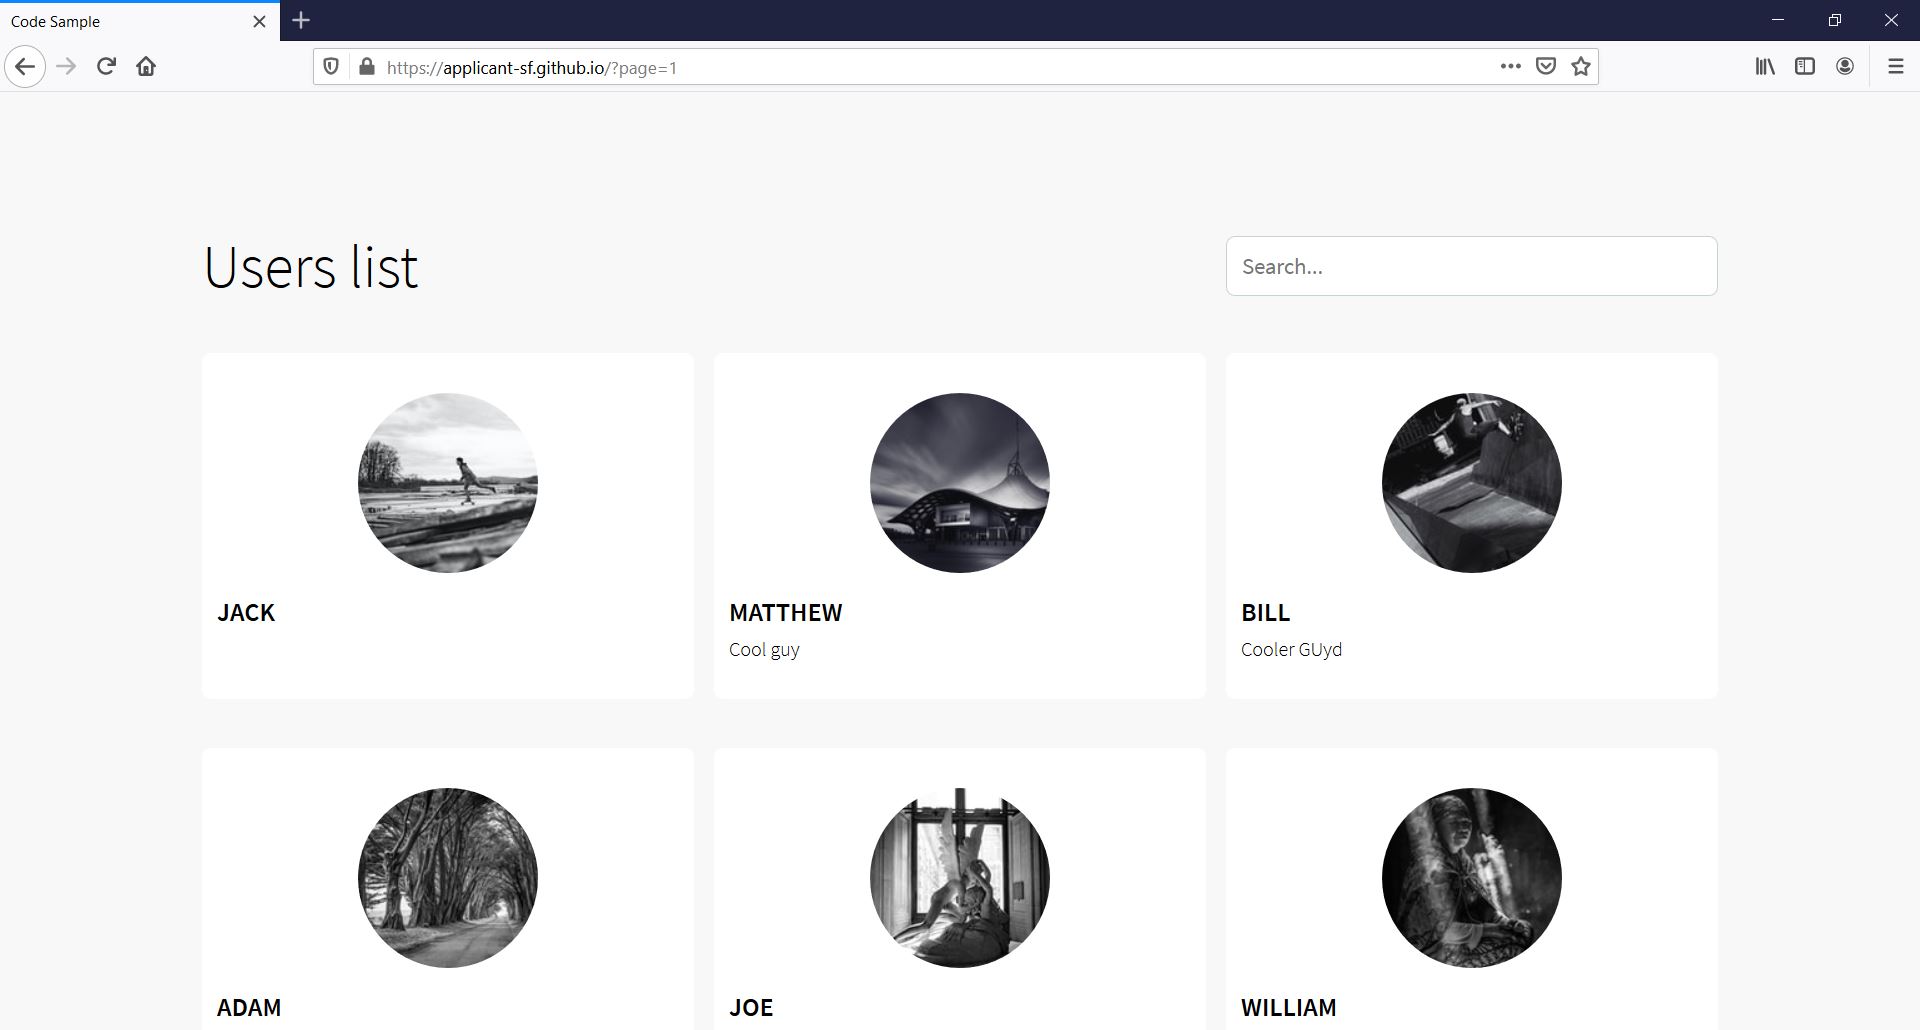 Code Sample
https://applicant-sf.github.io/?page=1
Users list
Search...
JACK
MATTHEW
Cool guy
BILL
Cooler GUyd
ADAM
JOE
WILLIAM